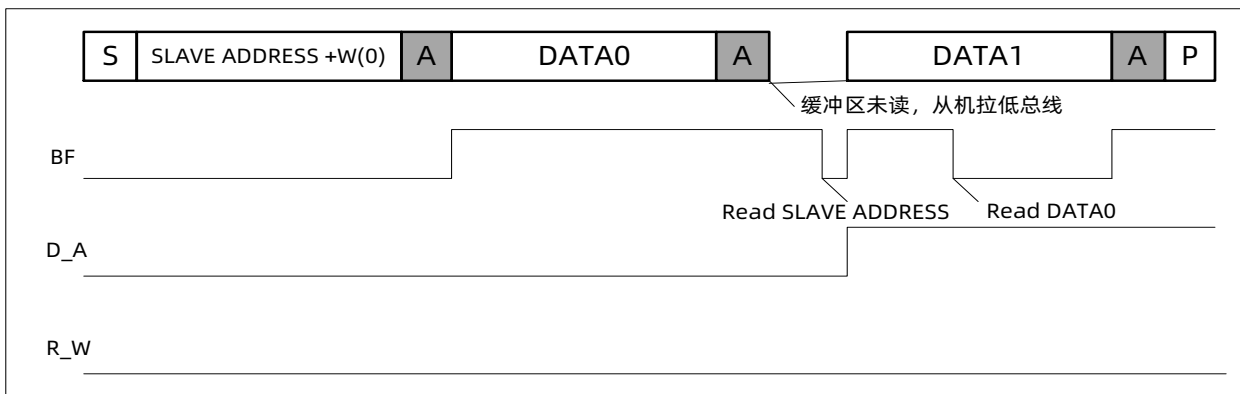 S SLAVE ADDRESS +W(0) A DATA0 A DATA1 A P
缓冲区未读，从机拉低总线
BF
Read SLAVE ADDRESS Read DATA0
D_A
R_W